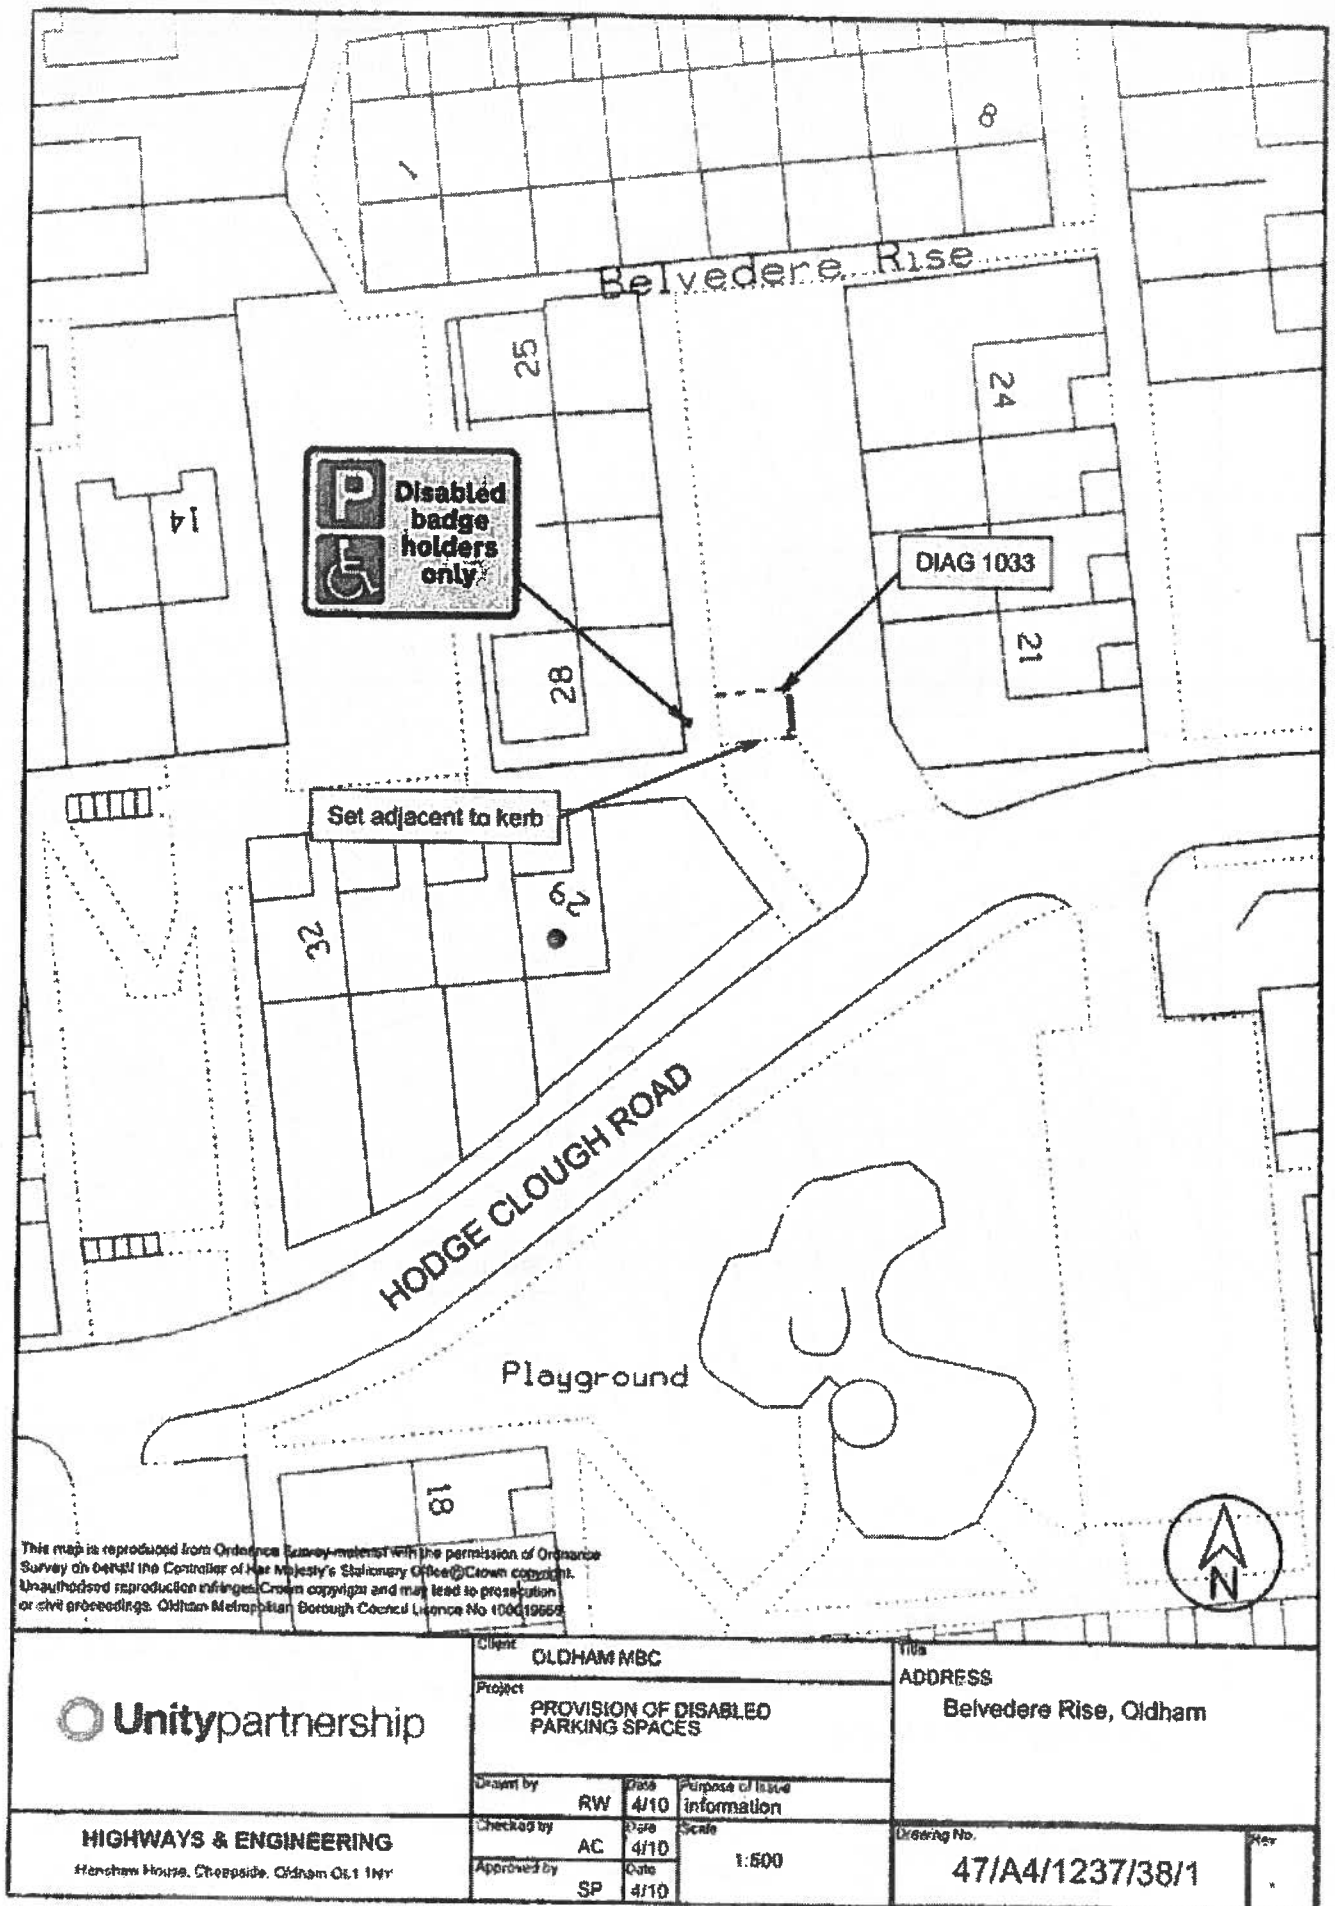 1
8
Belvedere Rise
25
24
14
P Disabled
badge
holders
only
DIAG 1033
21
28
Set adjacent to kerb
32
29
HODGE CLOUGH ROAD
Playground
18
This map is reproduced from Ordnance Survey material with the permission of Ordnance
Survey on behalf the Controller of Her Majesty's Stationary Office©Crown copyright.
Unauthorised reproduction infringes Crown copyright and may lead to prosecution
or civil proceedings. Oldham Metropolitan Borough Council Licence No
N
Unitypartnership
HIGHWAYS & ENGINEERING
Henshaw House, Cheapside, Oldham OL1 1NY
Client
OLDHAM MBC
Project
PROVISION OF DISABLED
PARKING SPACES
Drawn by
RW
Date
4/10
Purpose of Issue
information
Checked by
AC
Date
4/10
Scale
1:500
Approved by
SP
Date
4/10
Title
ADDRESS
Belvedere Rise, Oldham
Drawing No.
47/A4/1237/38/1
Rev